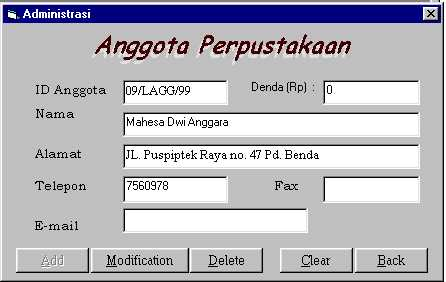 Administrasi
Anggota Perpustakaan
ID Anggota 09/LAGG/99 Denda (Rp) : 0
Nama Mahesa Dwi Anggara
Alamat JL. Puspiptek Raya no. 47 Pd. Benda
Telepon 7560978 Fax
E-mail
Add Modification Delete Clear Back